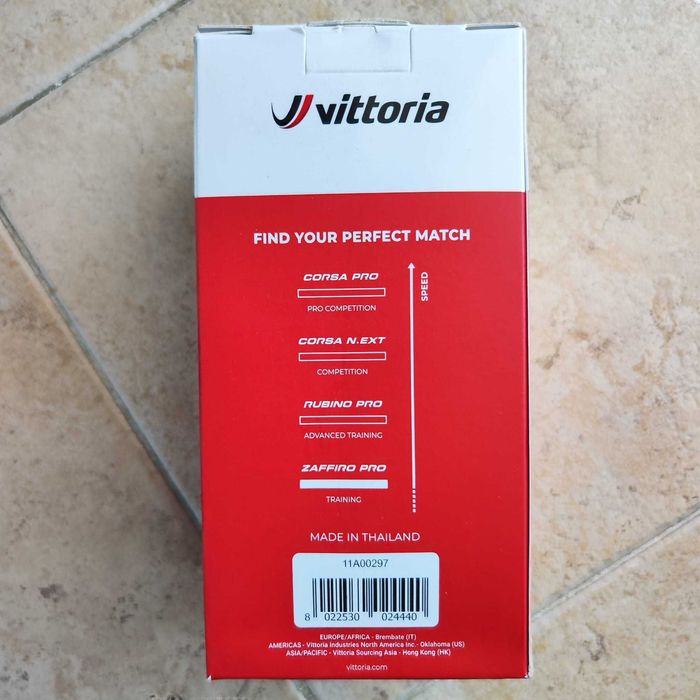 vittoria
FIND YOUR PERFECT MATCH
CORSA PRO
PRO COMPETITION
CORSA N.EXT
COMPETITION
RUBINO PRO
ADVANCED TRAINING
ZAFFIRO PRO
TRAINING
SPEED
MADE IN THAILAND
11A00297
8 022530 024440
EUROPE/AFRICA - Brembate (IT)
AMERICAS - Vittoria Industries North America Inc.- Oklahoma (US)
ASIA/PACIFIC - Vittoria Sourcing Asia - Hong Kong (HK)
vittoria.com